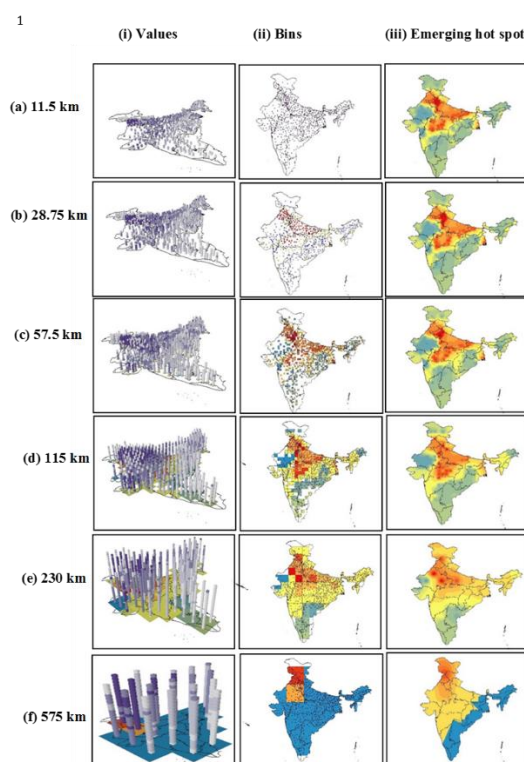 1
(i) Values (ii) Bins (iii) Emerging hot spot
(a) 11.5 km
(b) 28.75 km
(c) 57.5 km
(d) 115 km
(e) 230 km
(f) 575 km